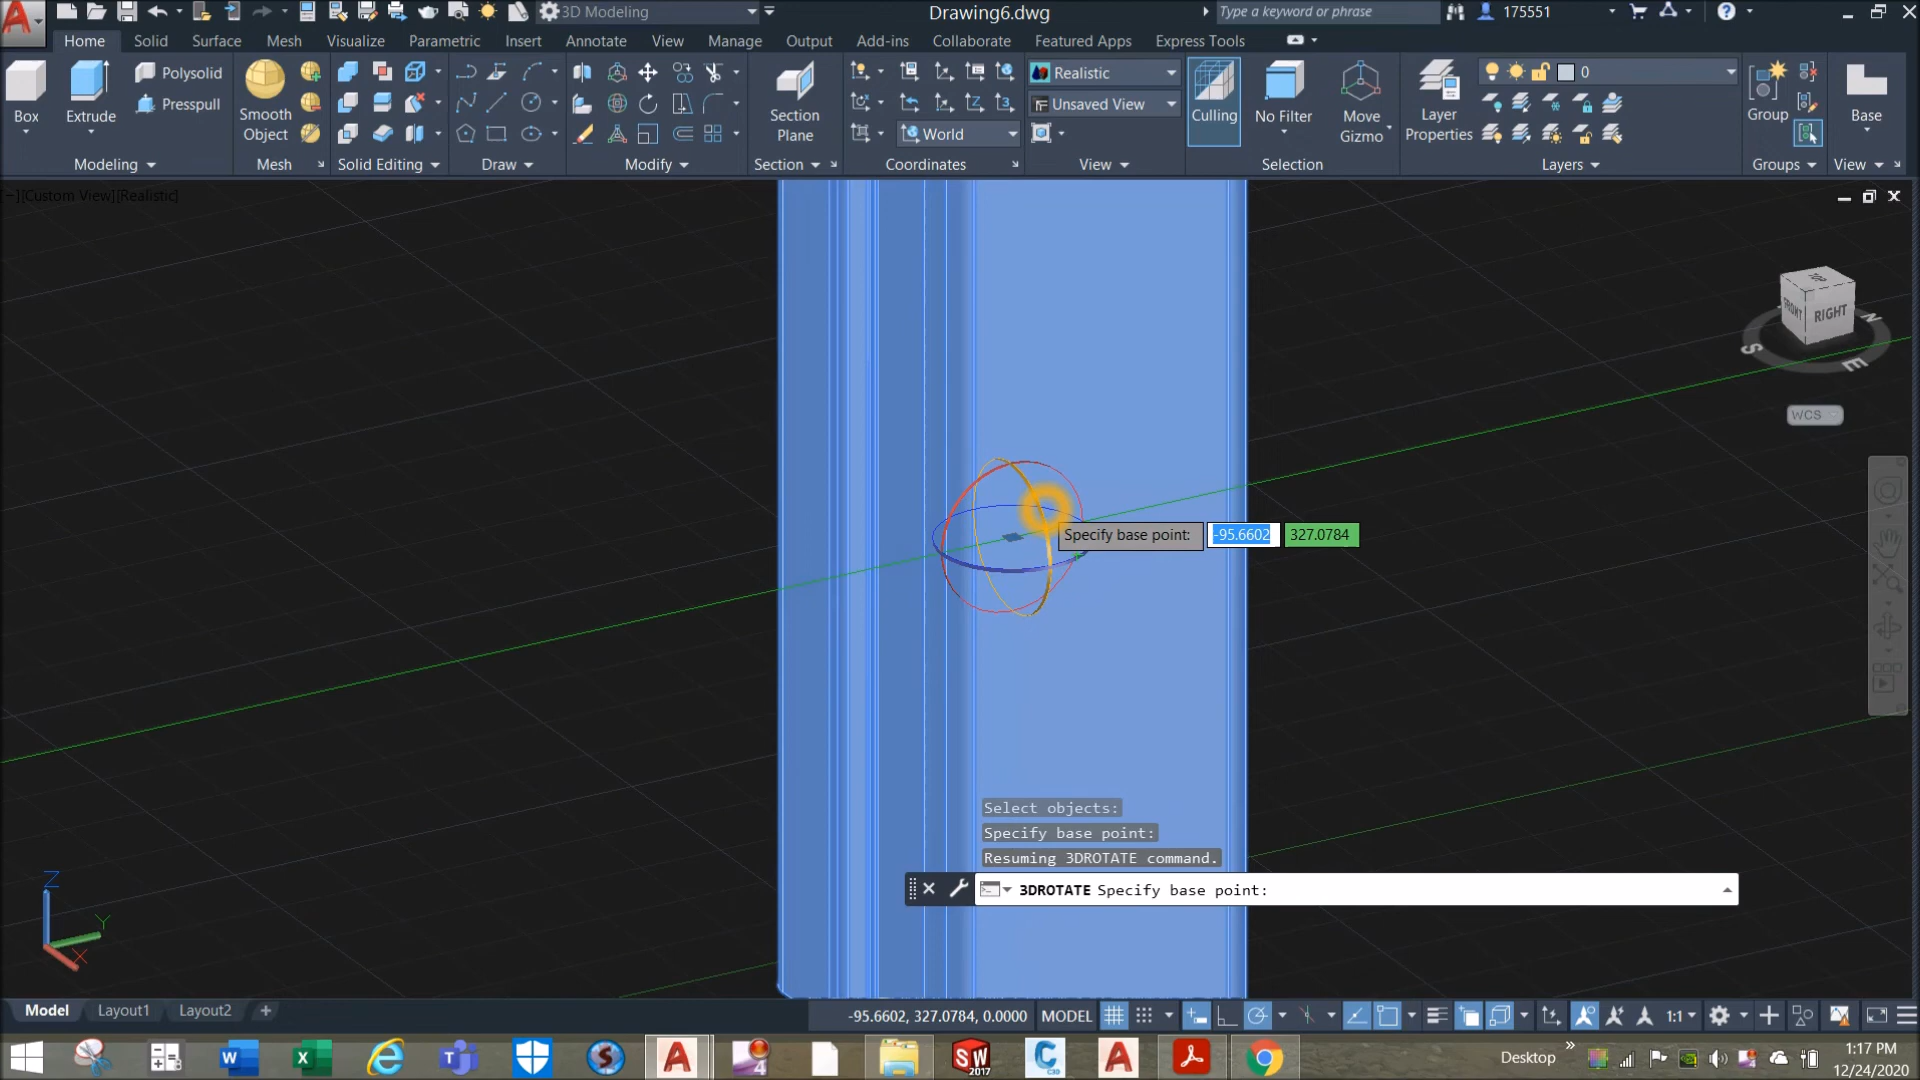 3D Modeling
Drawing6.dwg
Type a keyword or phrase
175551
Home Solid Surface Mesh Visualize Parametric Insert Annotate View Manage Output Add-ins Collaborate Featured Apps Express Tools
Polysolid
Presspull
Box
Extrude
Smooth
Object
Section
Plane
Realistic
Unsaved View
World
Culling
No Filter
Move
Gizmo
Layer
Properties
0
Group
Base
Modeling
Mesh
Solid Editing
Draw
Modify
Section
Coordinates
View
Selection
Layers
Groups
View
[−][Custom View][Realistic]
TOP
FRONT
RIGHT
S
E
N
WCS
Specify base point:
-95.6602
327.0784
Select objects:
Specify base point:
Resuming 3DROTATE command.
3DROTATE Specify base point:
Z
Y
X
Model
Layout1
Layout2
-95.6602, 327.0784, 0.0000
MODEL
1:1
Desktop
1:17 PM
12/24/2020